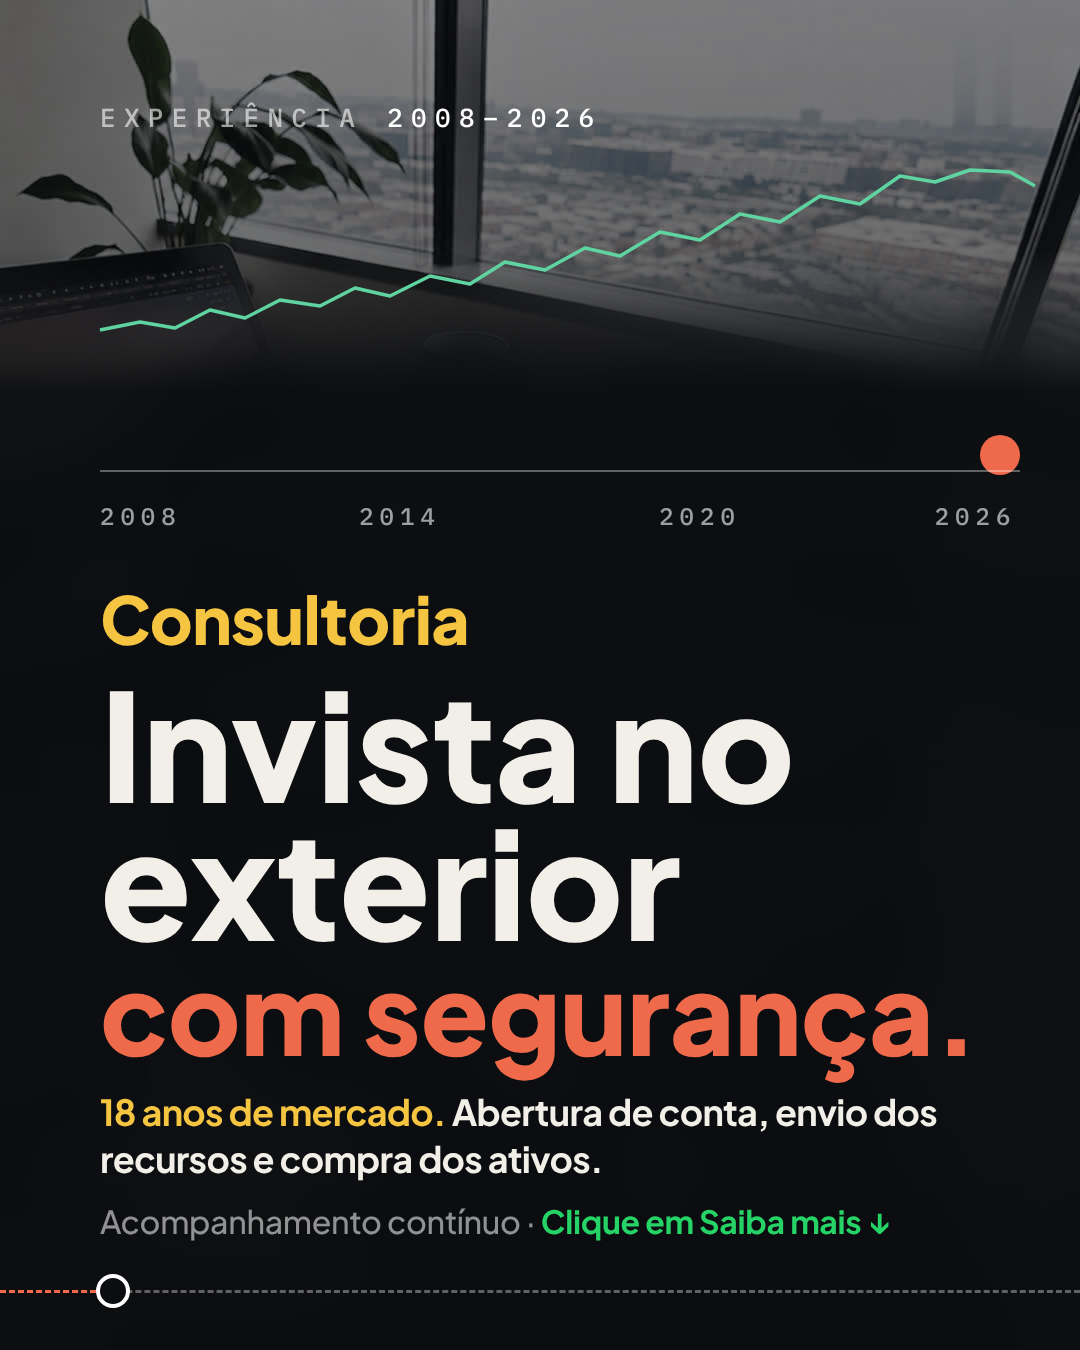 EXPERIÊNCIA 2008–2026
2008 2014 2020 2026
Consultoria
Invista no
exterior
com segurança.
18 anos de mercado. Abertura de conta, envio dos
recursos e compra dos ativos.
Acompanhamento contínuo · Clique em Saiba mais ↓